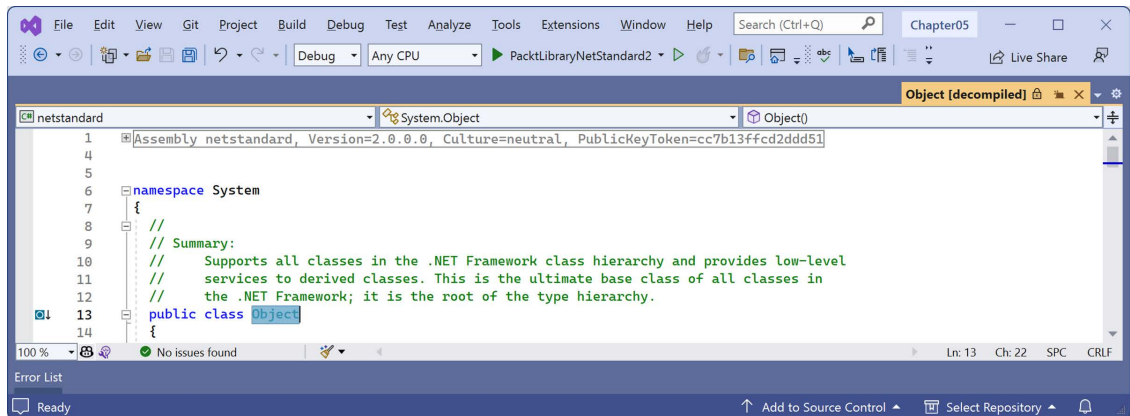 File Edit View Git Project Build Debug Test Analyze Tools Extensions Window Help Search (Ctrl+Q) Chapter05
Debug Any CPU PacktLibraryNetStandard2 Live Share
Object [decompiled]
C# netstandard System.Object Object()
1 Assembly netstandard, Version=2.0.0.0, Culture=neutral, PublicKeyToken=cc7b13ffcd2ddd51
4
5
6 namespace System
7 {
8 //
9 // Summary:
10 //     Supports all classes in the .NET Framework class hierarchy and provides low-level
11 //     services to derived classes. This is the ultimate base class of all classes in
12 //     the .NET Framework; it is the root of the type hierarchy.
13 public class Object
14 {
100 % No issues found Ln: 13 Ch: 22 SPC CRLF
Error List
Ready Add to Source Control Select Repository